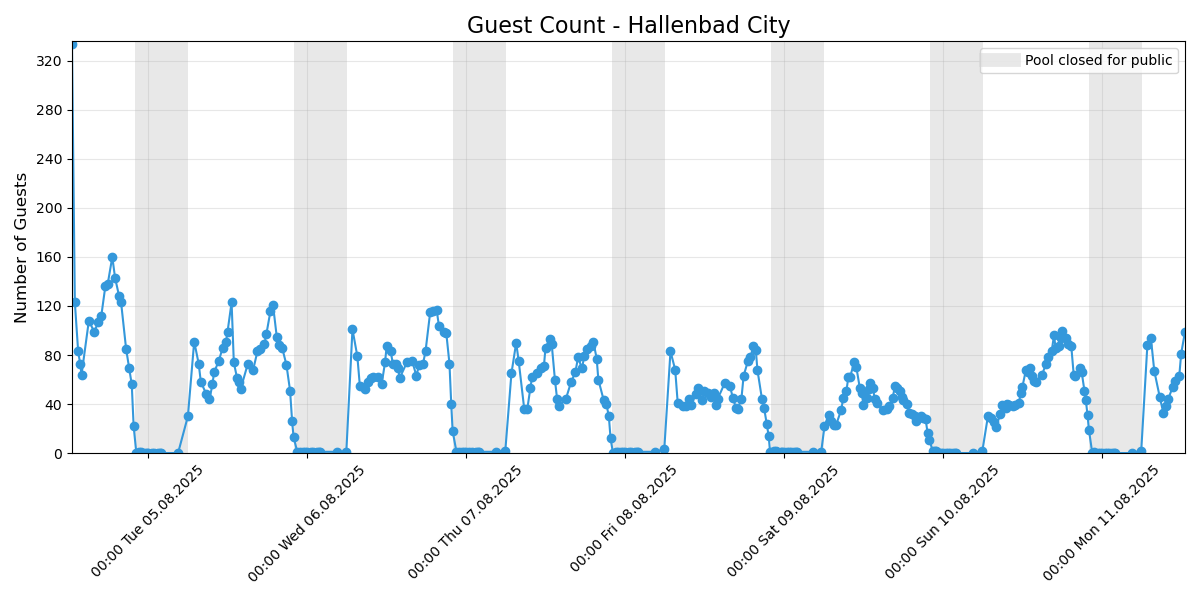 Guest Count - Hallenbad City
Pool closed for public
Number of Guests
320
280
240
200
160
120
80
40
0
00:00 Tue 05.08.2025
00:00 Wed 06.08.2025
00:00 Thu 07.08.2025
00:00 Fri 08.08.2025
00:00 Sat 09.08.2025
00:00 Sun 10.08.2025
00:00 Mon 11.08.2025